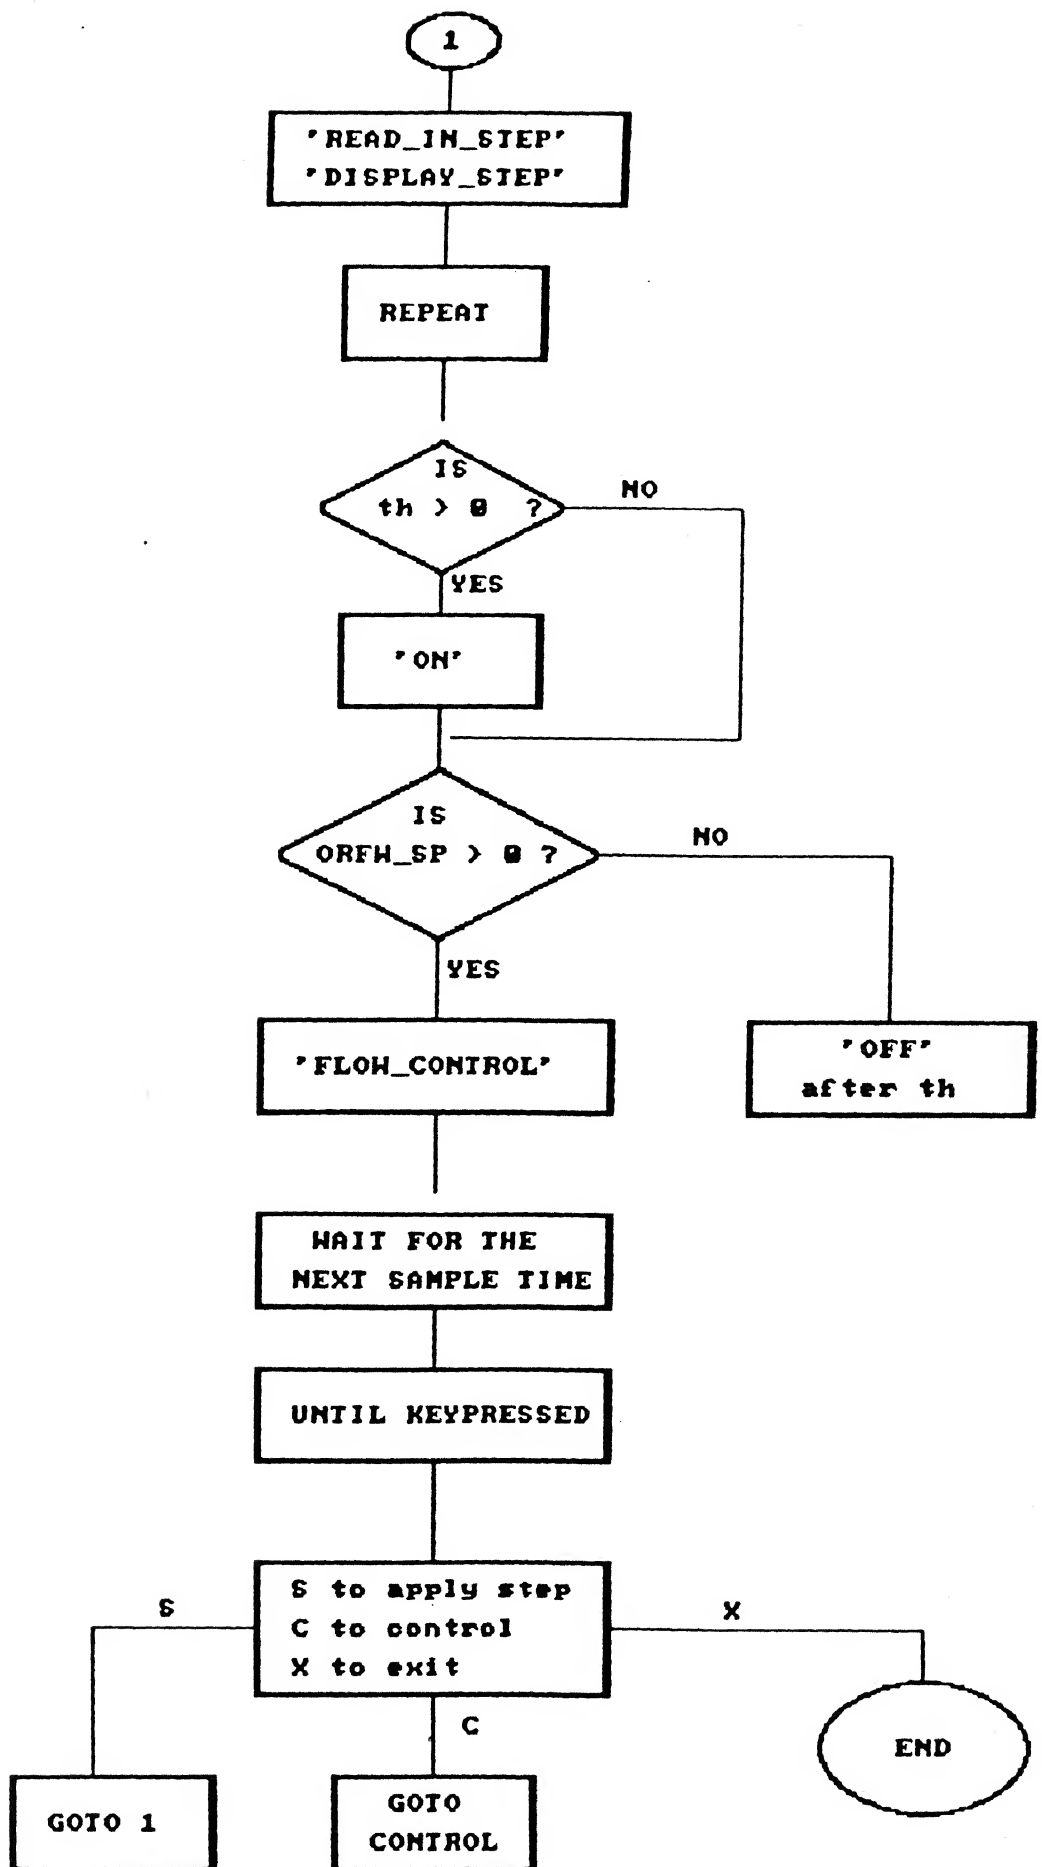 1
"READ_IN_STEP"
"DISPLAY_STEP"
REPEAT
IS
th > 0 ?
NO
YES
"ON"
IS
ORFW_SP > 0 ?
NO
YES
"FLOW_CONTROL"
"OFF"
after th
WAIT FOR THE
NEXT SAMPLE TIME
UNTIL KEYPRESSED
S to apply step
C to control
X to exit
S
X
C
END
GOTO 1
GOTO
CONTROL